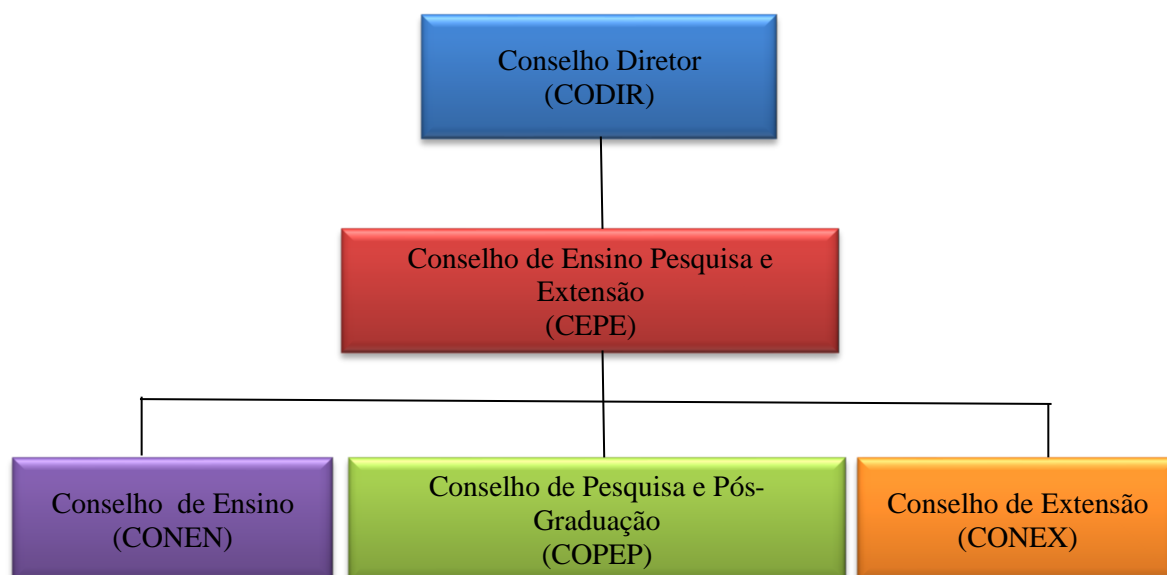 Conselho Diretor
(CODIR)
Conselho de Ensino Pesquisa e
Extensão
(CEPE)
Conselho de Ensino
(CONEN)
Conselho de Pesquisa e Pós-
Graduação
(COPEP)
Conselho de Extensão
(CONEX)